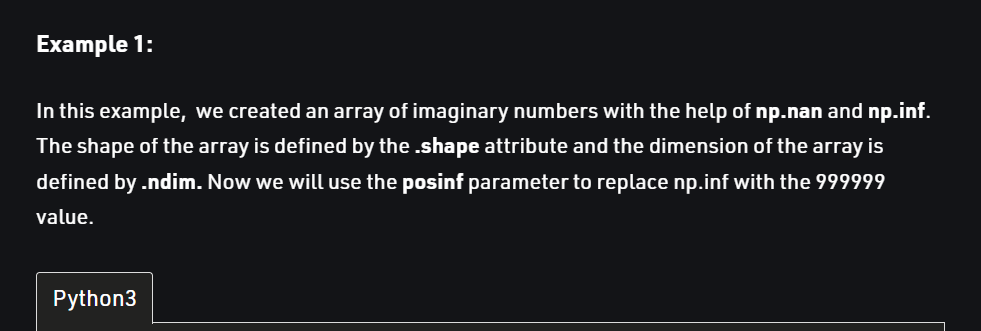 Example 1:
In this example,  we created an array of imaginary numbers with the help of np.nan and np.inf.
The shape of the array is defined by the .shape attribute and the dimension of the array is
defined by .ndim. Now we will use the posinf parameter to replace np.inf with the 999999
value.
Python3